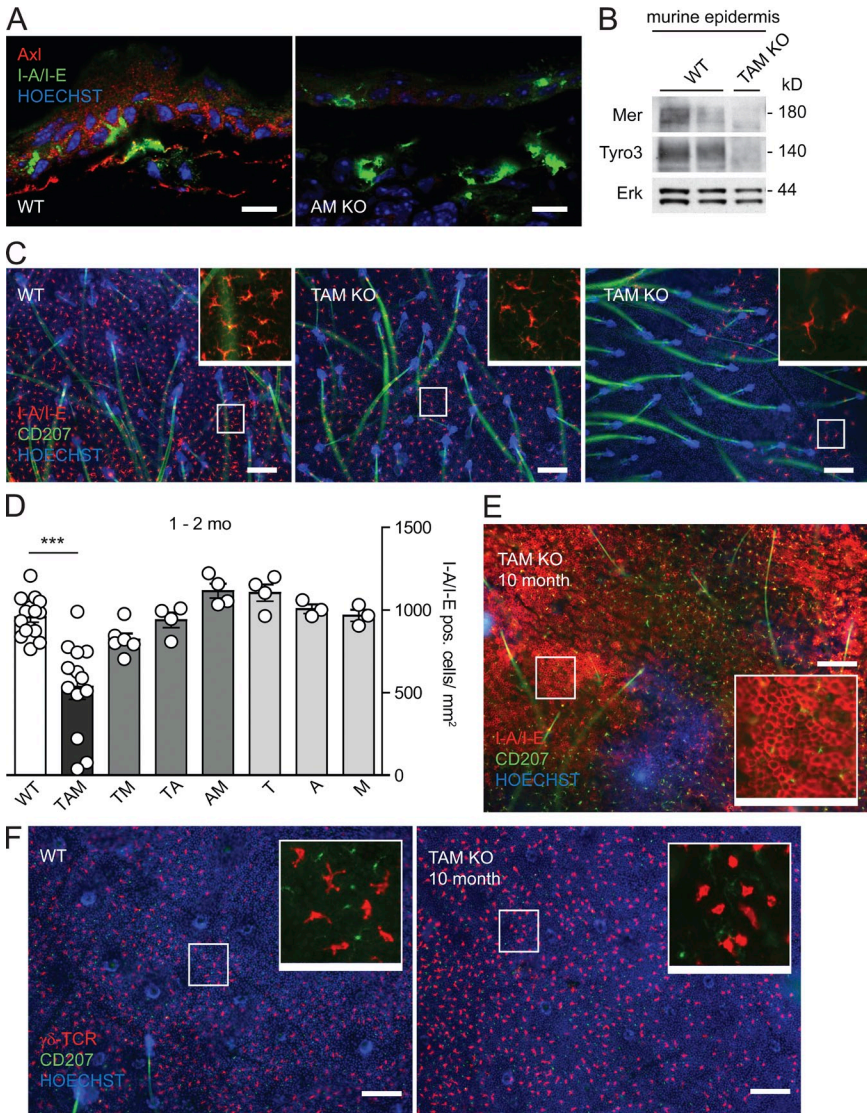 A
Axl
I-A/I-E
HOECHST
WT
AM KO
B
murine epidermis
WT
TAM KO
kD
Mer
- 180
Tyro3
- 140
Erk
- 44
C
WT
I-A/I-E
CD207
HOECHST
TAM KO
TAM KO
D
1 - 2 mo
***
1500
1000
500
0
I-A/I-E pos. cells/ mm²
WT
TAM
TM
TA
AM
T
A
M
E
TAM KO
10 month
I-A/I-E
CD207
HOECHST
F
WT
γδ-TCR
CD207
HOECHST
TAM KO
10 month